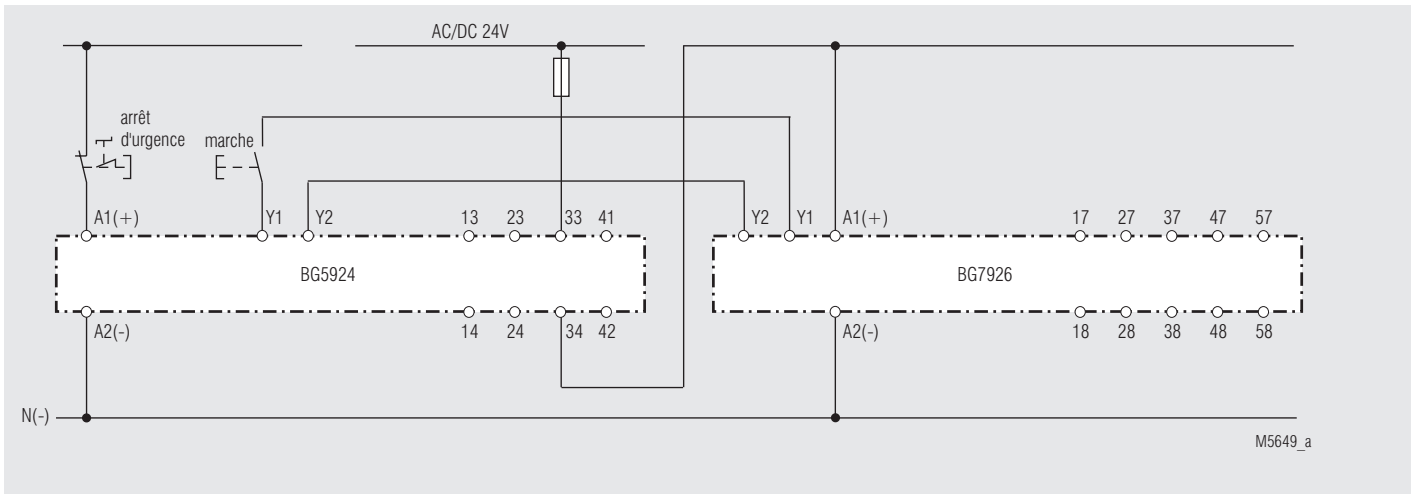 AC/DC 24V
arrêt
d'urgence
marche
A1(+) Y1 Y2 13 23 33 41
Y2 Y1 A1(+) 17 27 37 47 57
BG5924
BG7926
A2(-) 14 24 34 42
A2(-) 18 28 38 48 58
N(-)
M5649_a